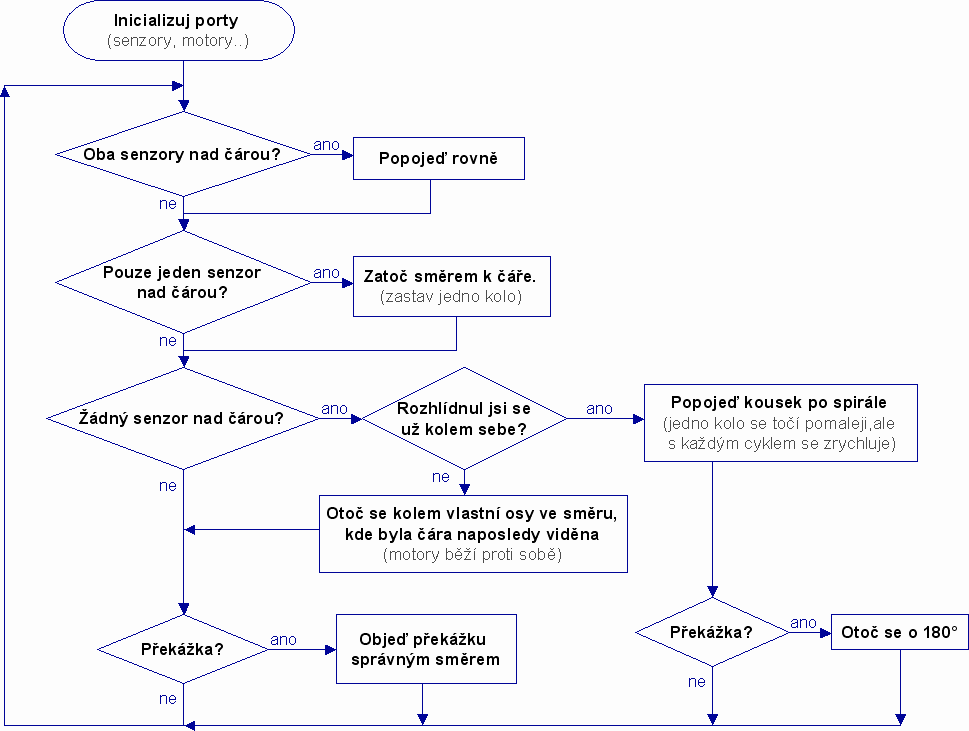 Inicializuj porty
(senzory, motory..)
Oba senzory nad čárou?
ano
Popojeď rovně
ne
Pouze jeden senzor
nad čárou?
ano
Zatoč směrem k čáře.
(zastav jedno kolo)
ne
Žádný senzor nad čárou?
ano
Rozhlídnul jsi se
už kolem sebe?
ano
Popojeď kousek po spirále
(jedno kolo se točí pomaleji,ale
s každým cyklem se zrychluje)
ne
ne
Otoč se kolem vlastní osy ve směru,
kde byla čára naposledy viděna
(motory běží proti sobě)
Překážka?
ano
Objeď překážku
správným směrem
ne
Překážka?
ano
Otoč se o 180°
ne